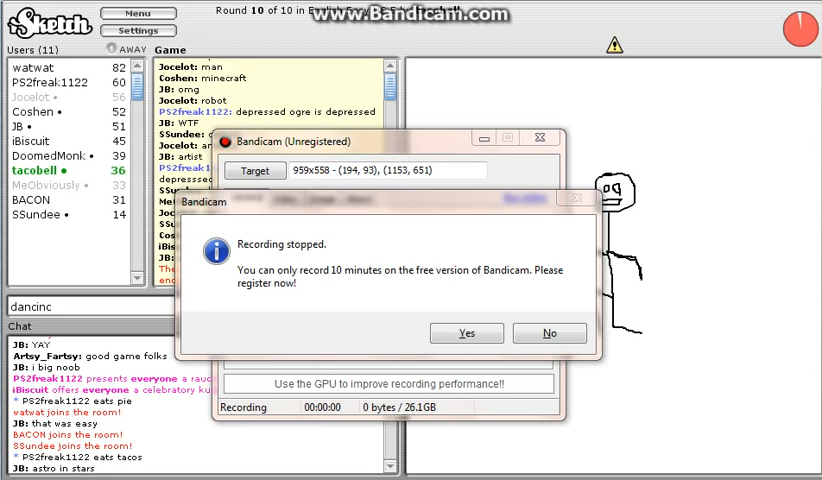 www.Bandicam.com
iSketch
Menu
Settings
Round 10 of 10 in English Easy
Users (11)
AWAY
Game
watwat 82
PS2freak1122 60
Jocelot 56
Coshen • 52
JB • 51
iBiscuit 45
DoomedMonk • 39
tacobell • 36
MeObviously • 33
BACON 31
SSundee • 14
Jocelot: man
Coshen: minecraft
JB: omg
Jocelot: robot
PS2freak1122: depressed ogre is depressed
JB: WTF
SSundee:
Jocelot:
JB: artist
Bandicam (Unregistered)
Target
959x558 - (194, 93), (1153, 651)
Bandicam
Recording stopped.
You can only record 10 minutes on the free version of Bandicam. Please
register now!
Yes
No
Use the GPU to improve recording performance!!
Recording
00:00:00
0 bytes / 26.1GB
dancinc
Chat
JB: YAY
Artsy_Fartsy: good game folks
JB: i big noob
PS2freak1122 presents everyone a
iBiscuit offers everyone a celebratory
* PS2freak1122 eats pie
vatwat joins the room!
JB: that was easy
BACON joins the room!
SSundee joins the room!
* PS2freak1122 eats tacos
JB: astro in stars